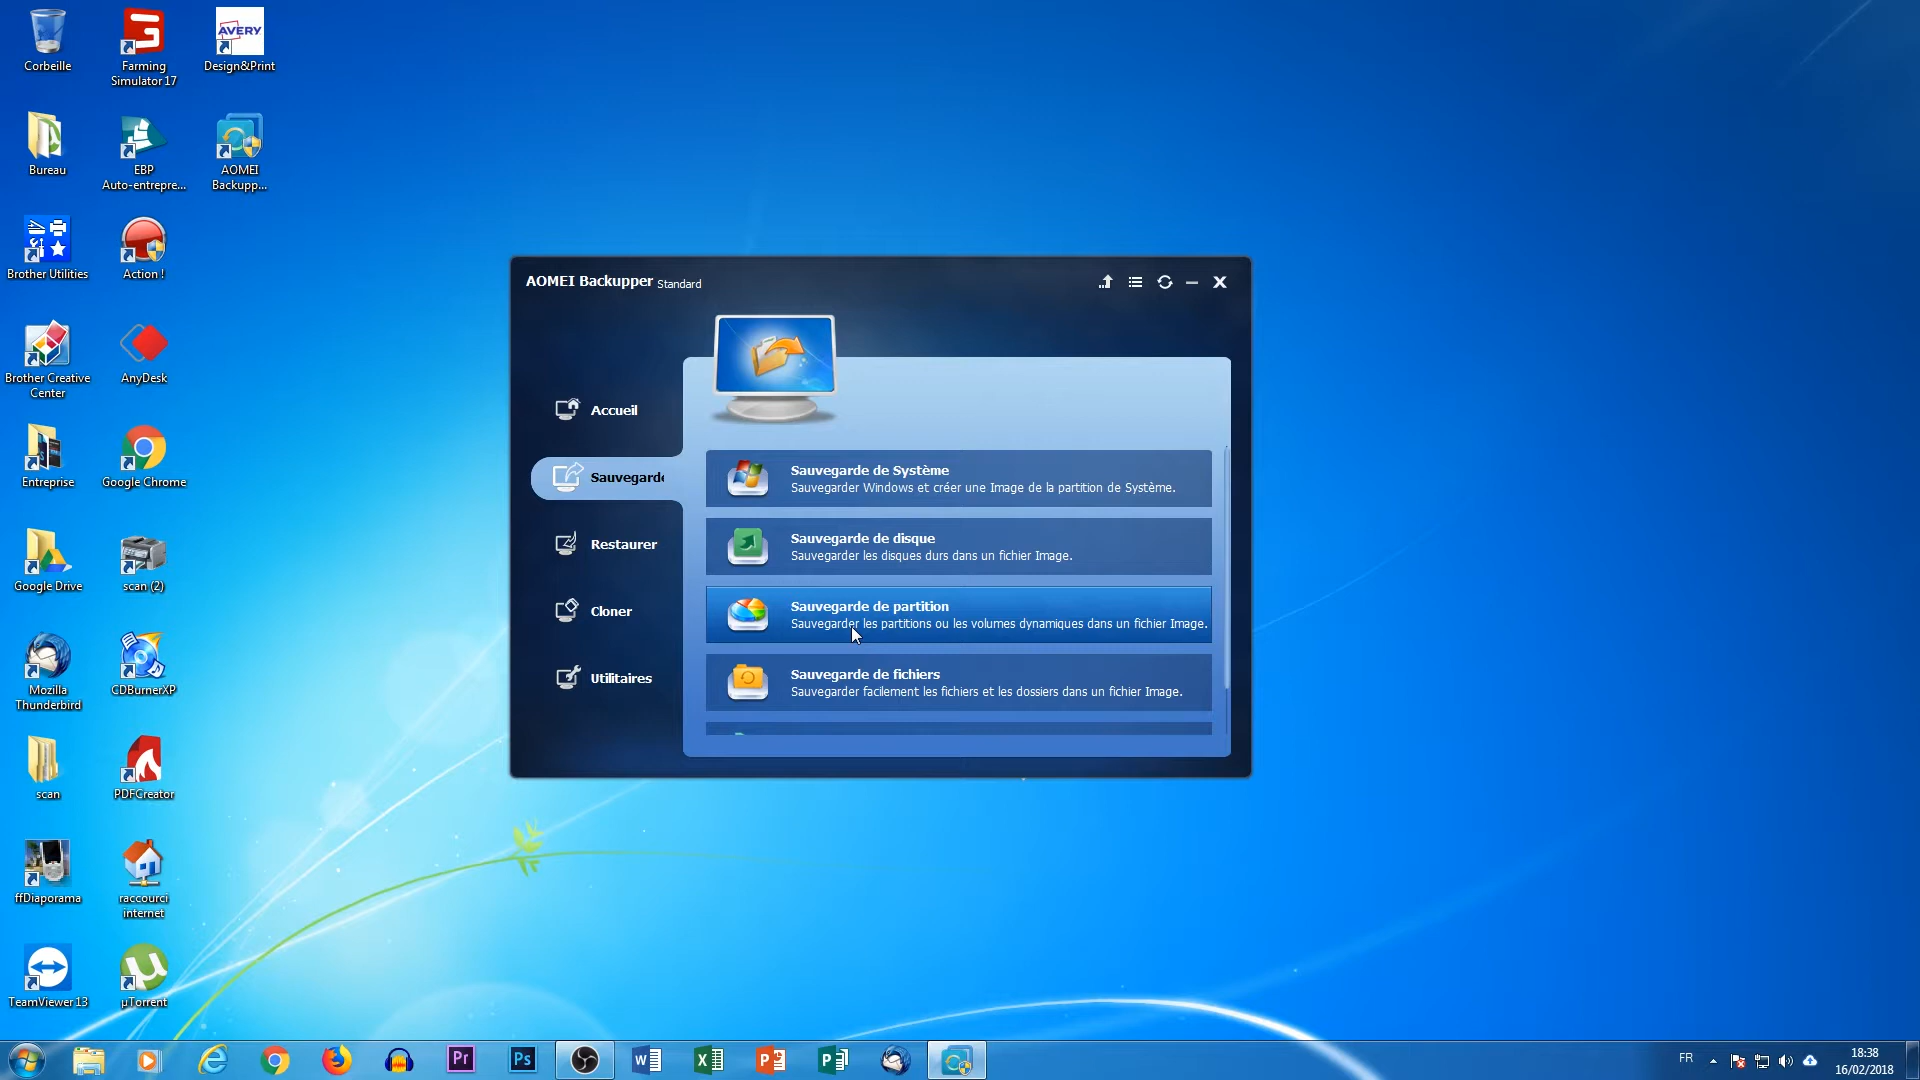 Corbeille
Farming
Simulator 17
AVERY
Design&Print
Bureau
EBP
Auto-entrepre...
AOMEI
Backupp...
Brother Utilities
Action !
Brother Creative
Center
AnyDesk
Entreprise
Google Chrome
Google Drive
scan (2)
Mozilla
Thunderbird
CDBurnerXP
scan
PDFCreator
ffDiaporama
raccourci
internet
TeamViewer 13
µTorrent
AOMEI Backupper Standard
Accueil
Sauvegarde
Restaurer
Cloner
Utilitaires
Sauvegarde de Système
Sauvegarder Windows et créer une Image de la partition de Système.
Sauvegarde de disque
Sauvegarder les disques durs dans un fichier Image.
Sauvegarde de partition
Sauvegarder les partitions ou les volumes dynamiques dans un fichier Image.
Sauvegarde de fichiers
Sauvegarder facilement les fichiers et les dossiers dans un fichier Image.
Pr
Ps
FR
18:38
16/02/2018